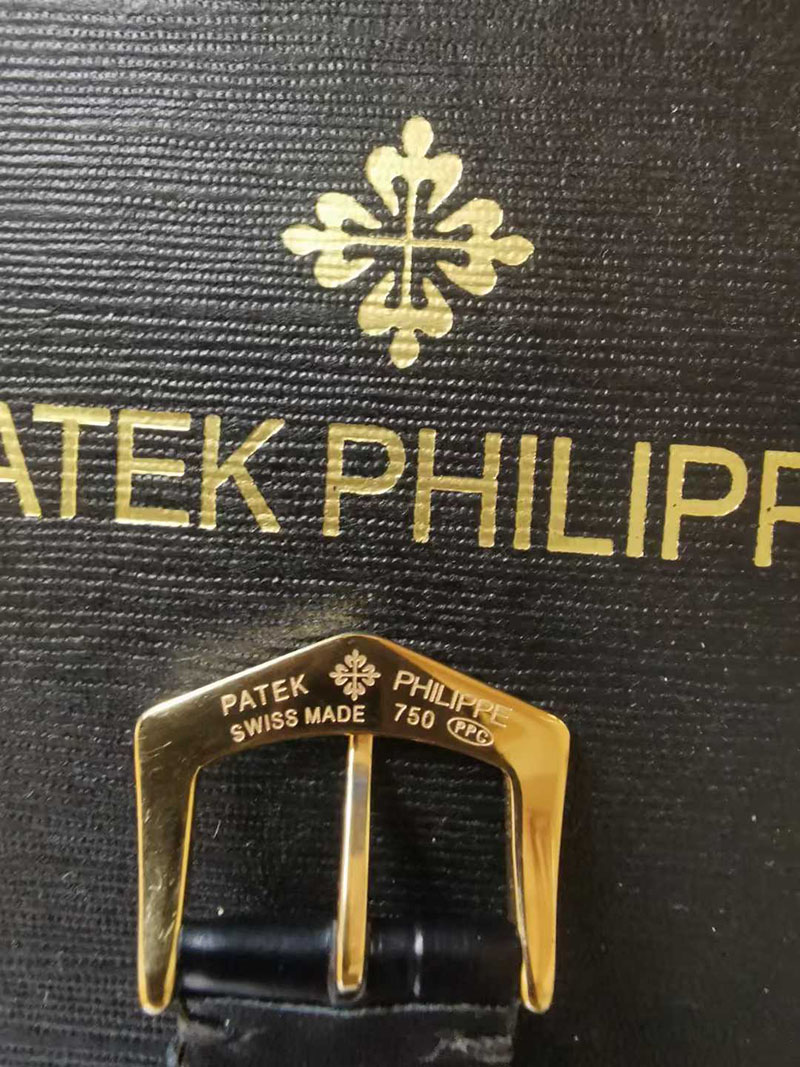 ATEK PHILIPP
PATEK PHILIPPE
SWISS MADE 750 PPC